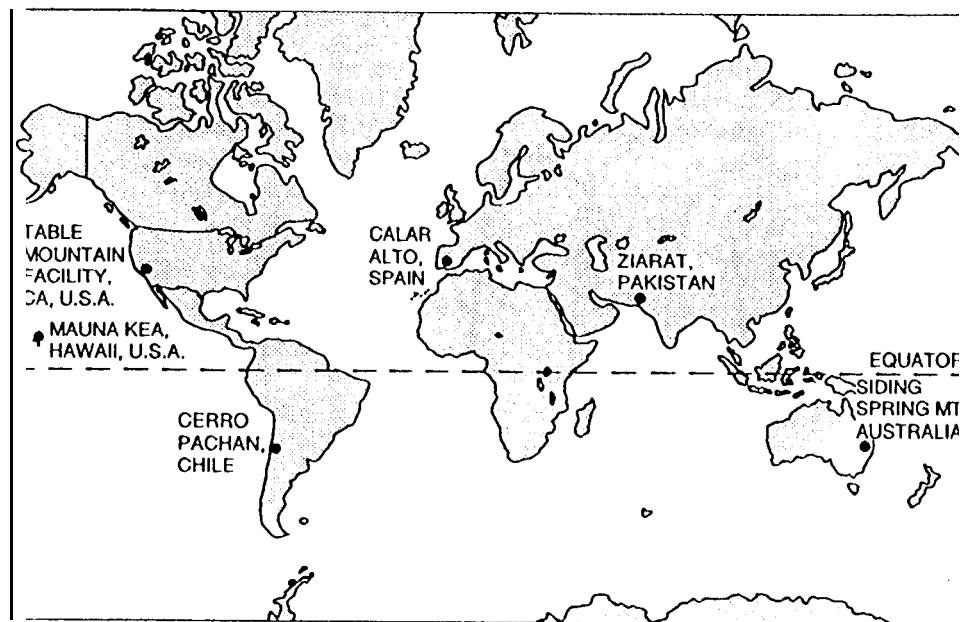 TABLE
MOUNTAIN
FACILITY,
CA, U.S.A.
MAUNA KEA,
HAWAII, U.S.A.
CERRO
PACHAN,
CHILE
CALAR
ALTO,
SPAIN
ZIARAT,
PAKISTAN
EQUATOR
SIDING
SPRING MT
AUSTRALIA